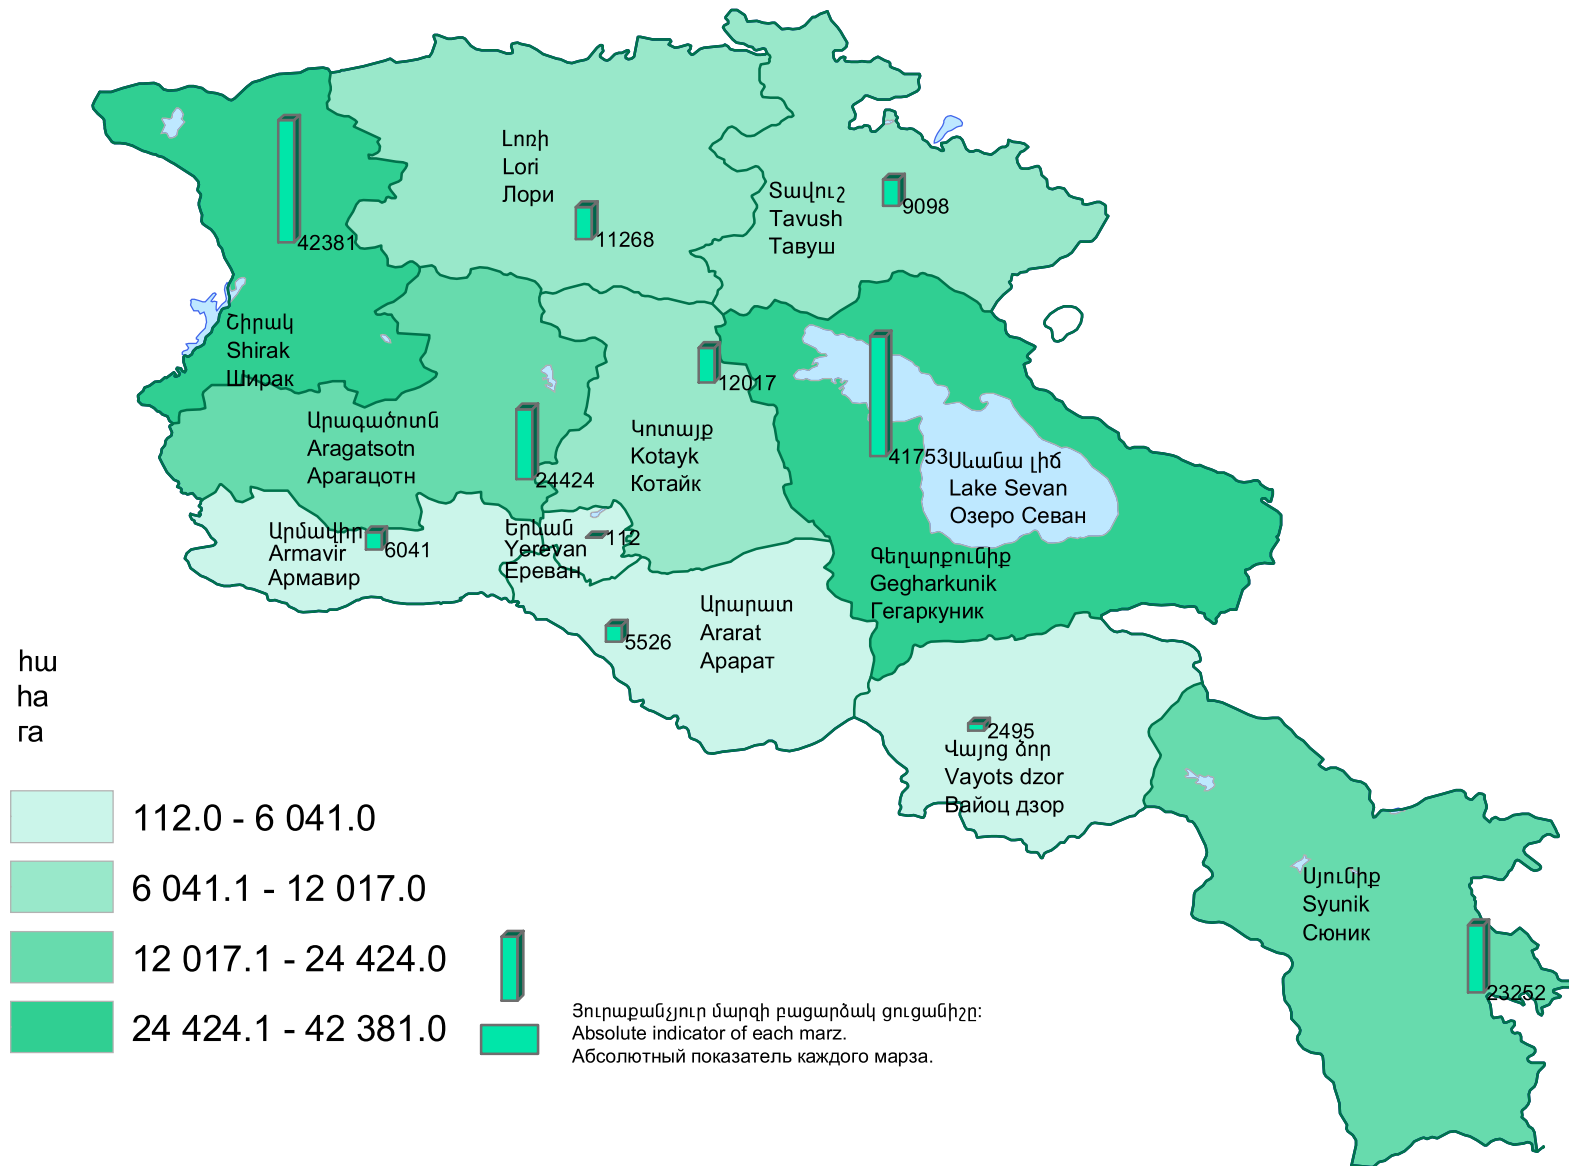 Լոռի
Lori
Лори
11268
Տավուշ
Tavush
Тавуш
9098
42381
Շիրակ
Shirak
Ширак
12017
Արագածոտն
Aragatsotn
Арагацотн
24424
Կոտայք
Kotayk
Котайк
41753
Սևանա լիճ
Lake Sevan
Озеро Севан
Արմավիր
Armavir
Армавир
6041
Երևան
Yerevan
Ереван
112
Գեղարքունիք
Gegharkunik
Гегаркуник
Արարատ
Ararat
Арарат
5526
2495
Վայոց ձոր
Vayots dzor
Вайоц дзор
Սյունիք
Syunik
Сюник
23252
հա
ha
га
112.0 - 6 041.0
6 041.1 - 12 017.0
12 017.1 - 24 424.0
24 424.1 - 42 381.0
Յուրաքանչյուր մարզի բացարձակ ցուցանիշը:
Absolute indicator of each marz.
Абсолютный показатель каждого марза.